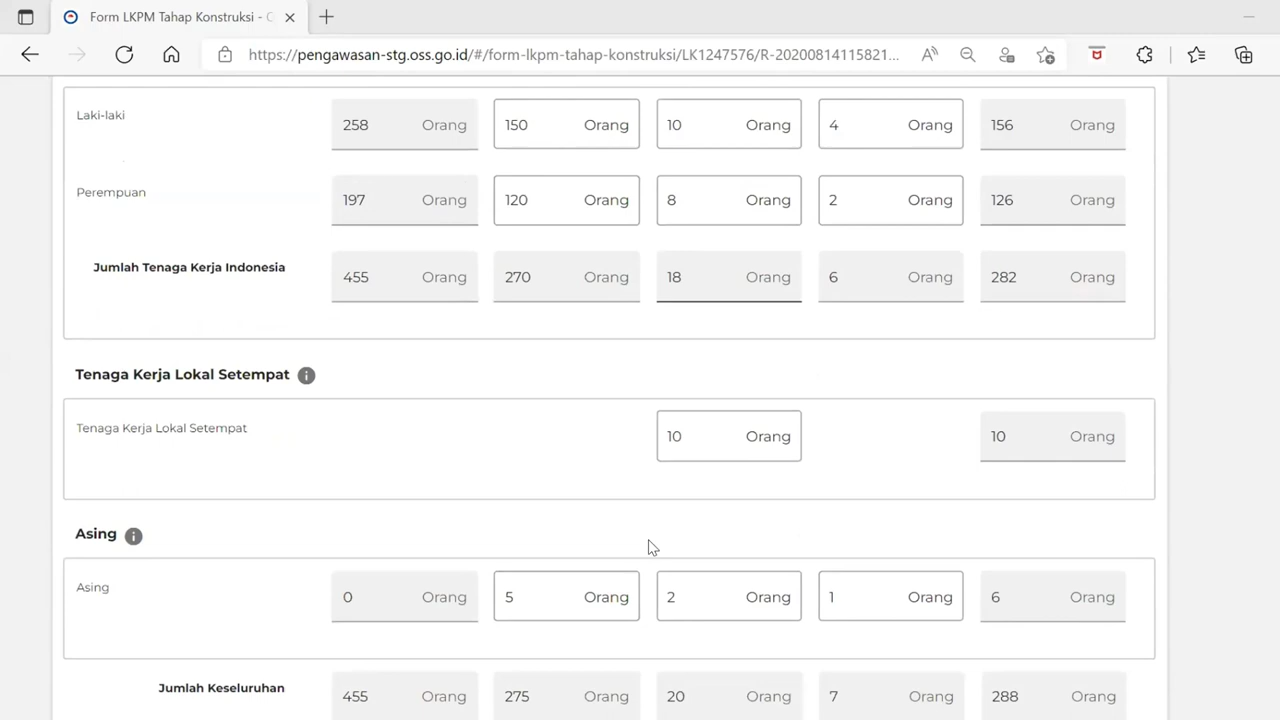 Form LKPM Tahap Konstruksi -
https://pengawasan-stg.oss.go.id/#/form-lkpm-tahap-konstruksi/LK1247576/R-20200814115821...
Laki-laki 258 Orang 150 Orang 10 Orang 4 Orang 156 Orang
Perempuan 197 Orang 120 Orang 8 Orang 2 Orang 126 Orang
Jumlah Tenaga Kerja Indonesia 455 Orang 270 Orang 18 Orang 6 Orang 282 Orang
Tenaga Kerja Lokal Setempat i
Tenaga Kerja Lokal Setempat 10 Orang 10 Orang
Asing i
Asing 0 Orang 5 Orang 2 Orang 1 Orang 6 Orang
Jumlah Keseluruhan 455 Orang 275 Orang 20 Orang 7 Orang 288 Orang